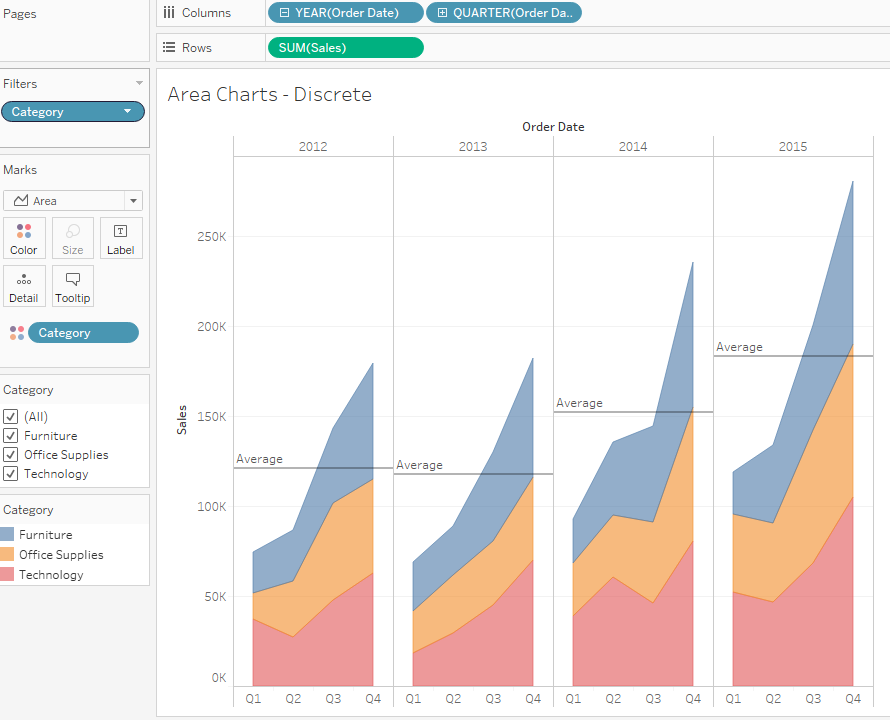 Pages
Columns
YEAR(Order Date)
QUARTER(Order Da..
Rows
SUM(Sales)
Filters
Category
Marks
Area
Color
Size
Label
Detail
Tooltip
Category
Category
(All)
Furniture
Office Supplies
Technology
Category
Furniture
Office Supplies
Technology
Area Charts - Discrete
Order Date
2012 2013 2014 2015
250K
200K
150K
100K
50K
0K
Sales
Average
Average
Average
Average
Q1 Q2 Q3 Q4 Q1 Q2 Q3 Q4 Q1 Q2 Q3 Q4 Q1 Q2 Q3 Q4